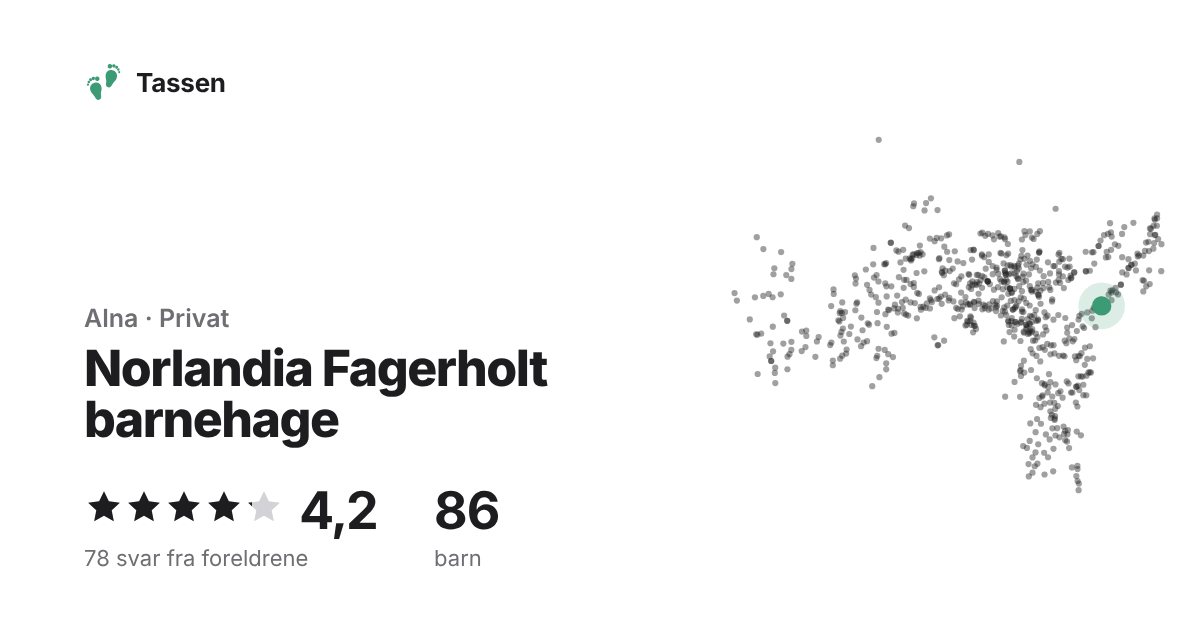 Tassen
Alna · Privat
Norlandia Fagerholt
barnehage
4,2
86
78 svar fra foreldrene
barn